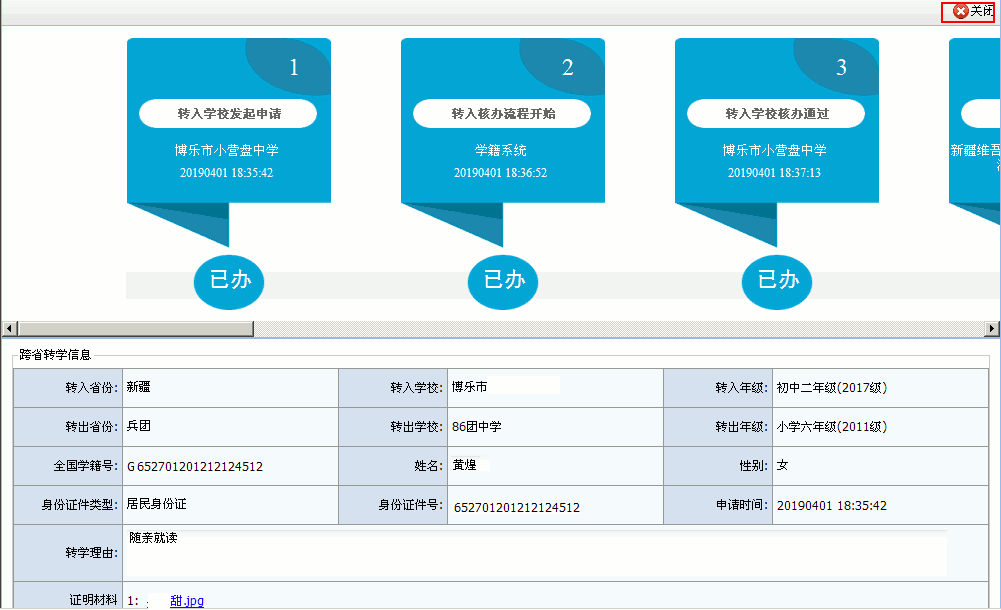 关闭
1
转入学校发起申请
博乐市小营盘中学
20190401 18:35:42
已办
2
转入核办流程开始
学籍系统
20190401 18:36:52
已办
3
转入学校核办通过
博乐市小营盘中学
20190401 18:37:13
已办
新疆维吾
跨省转学信息
转入省份: 新疆 转入学校: 博乐市 转入年级: 初中二年级(2017级)
转出省份: 兵团 转出学校: 86团中学 转出年级: 小学六年级(2011级)
全国学籍号: G652701201212124512 姓名: 黄煌 性别: 女
身份证件类型: 居民身份证 身份证件号: 652701201212124512 申请时间: 20190401 18:35:42
转学理由: 随亲就读
证明材料 1: 甜.jpg